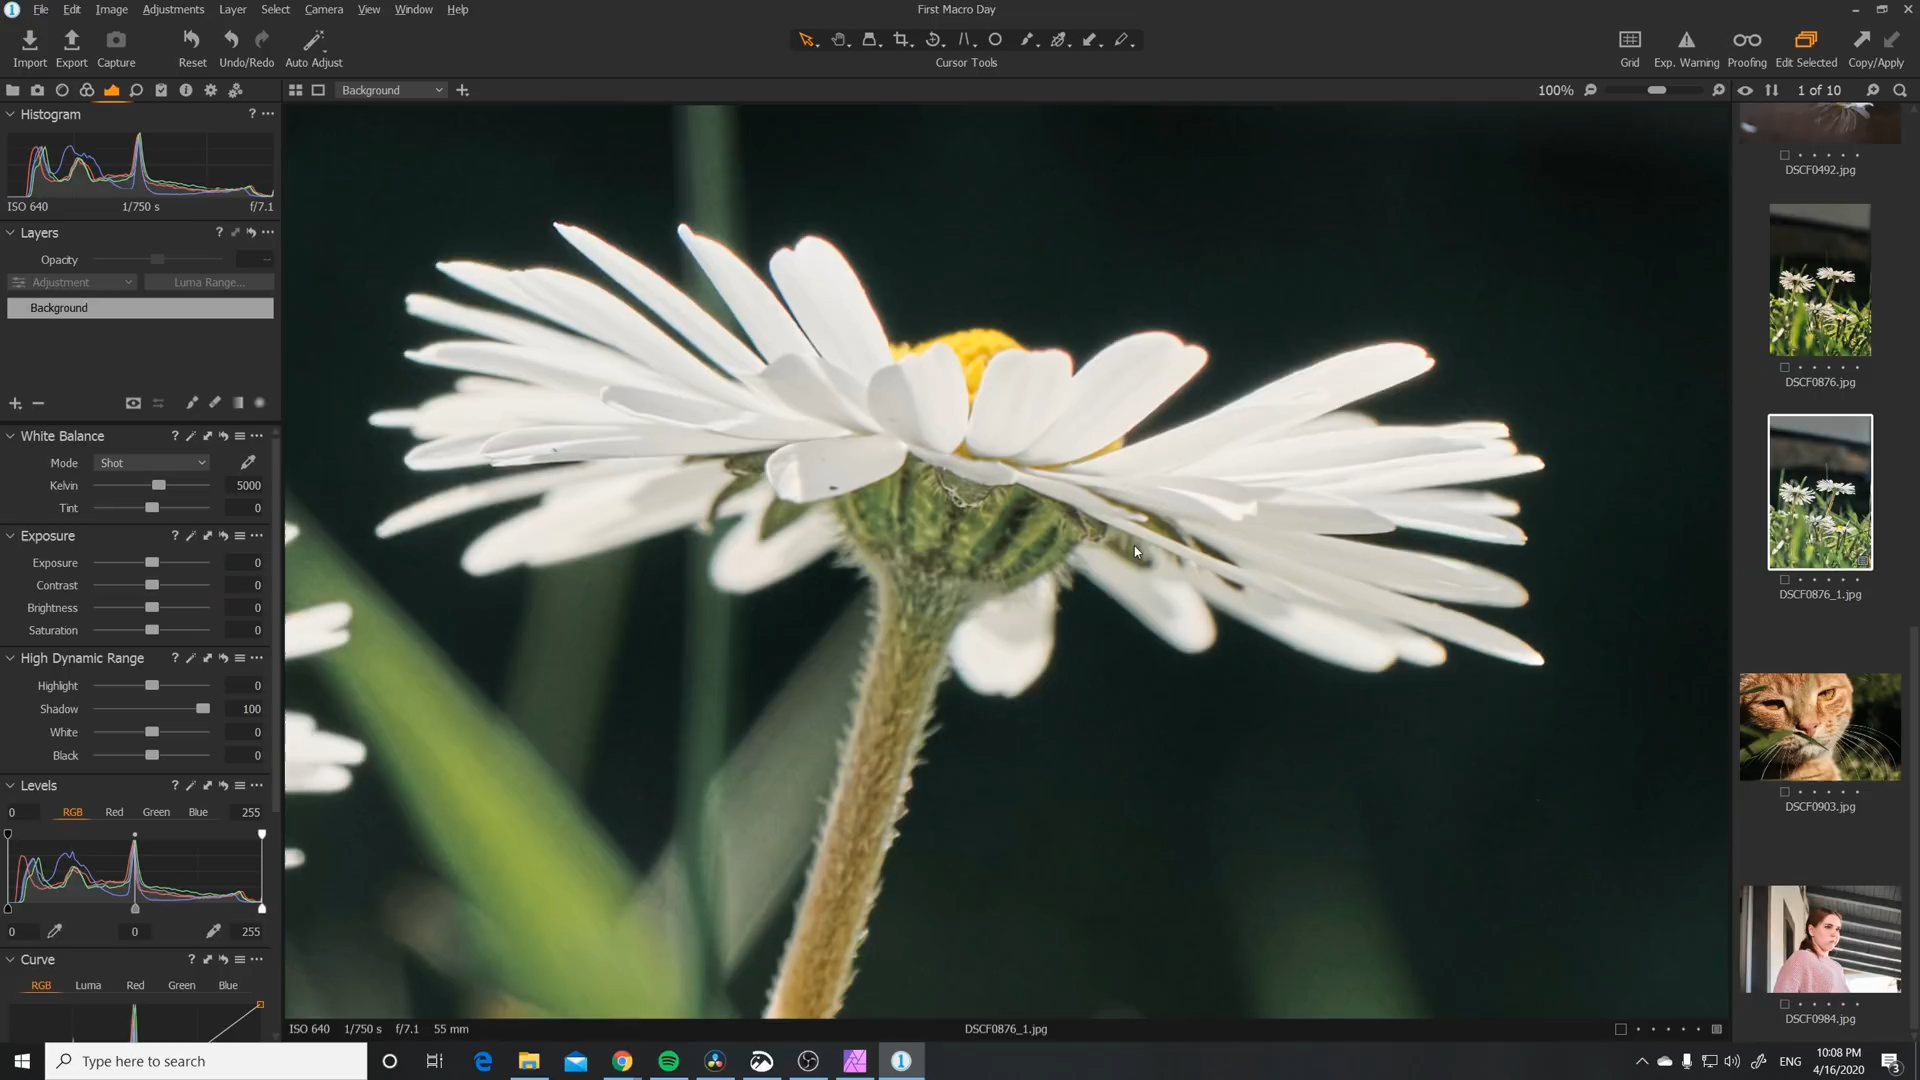 File Edit Image Adjustments Layer Select Camera View Window Help
First Macro Day
Import Export Capture Reset Undo/Redo Auto Adjust
Cursor Tools
Grid Exp. Warning Proofing Edit Selected Copy/Apply
Background
100%
1 of 10
Histogram
ISO 640 1/750 s f/7.1
Layers
Opacity --
Adjustment Luma Range...
Background
White Balance
Mode Shot
Kelvin 5000
Tint 0
Exposure
Exposure 0
Contrast 0
Brightness 0
Saturation 0
High Dynamic Range
Highlight 0
Shadow 100
White 0
Black 0
Levels
0 RGB Red Green Blue 255
0 0 255
Curve
RGB Luma Red Green Blue
ISO 640 1/750 s f/7.1 55 mm
DSCF0876_1.jpg
DSCF0492.jpg
DSCF0876.jpg
DSCF0876_1.jpg
DSCF0903.jpg
DSCF0984.jpg
Type here to search
ENG
10:08 PM
4/16/2020
3